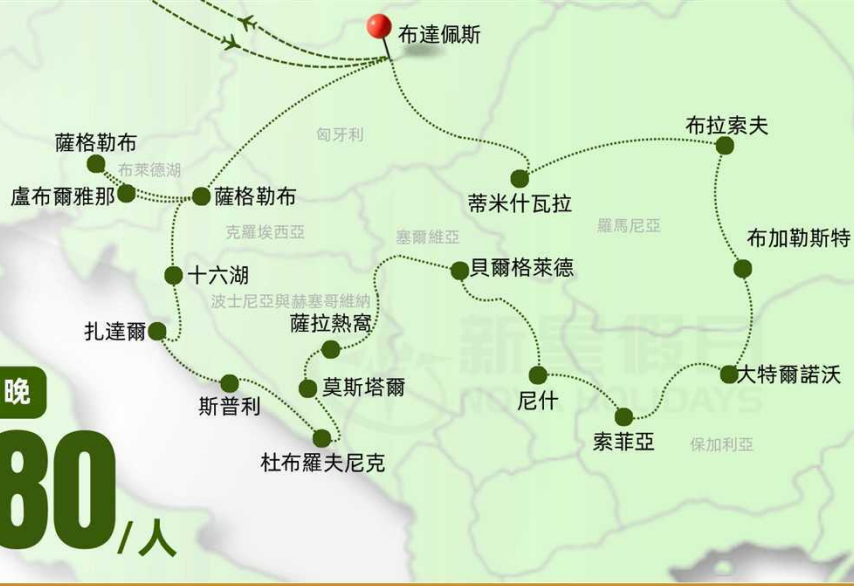 布達佩斯
布拉索夫
薩格勒布
匈牙利
布萊德湖
盧布爾雅那
薩格勒布
蒂米什瓦拉
羅馬尼亞
克羅埃西亞
塞爾維亞
布加勒斯特
十六湖
貝爾格萊德
波士尼亞與赫塞哥維納
薩拉熱窩
扎達爾
新景假日
NOVA HOLIDAYS
大特爾諾沃
莫斯塔爾
斯普利
尼什
晚
索菲亞
保加利亞
杜布羅夫尼克
80/人